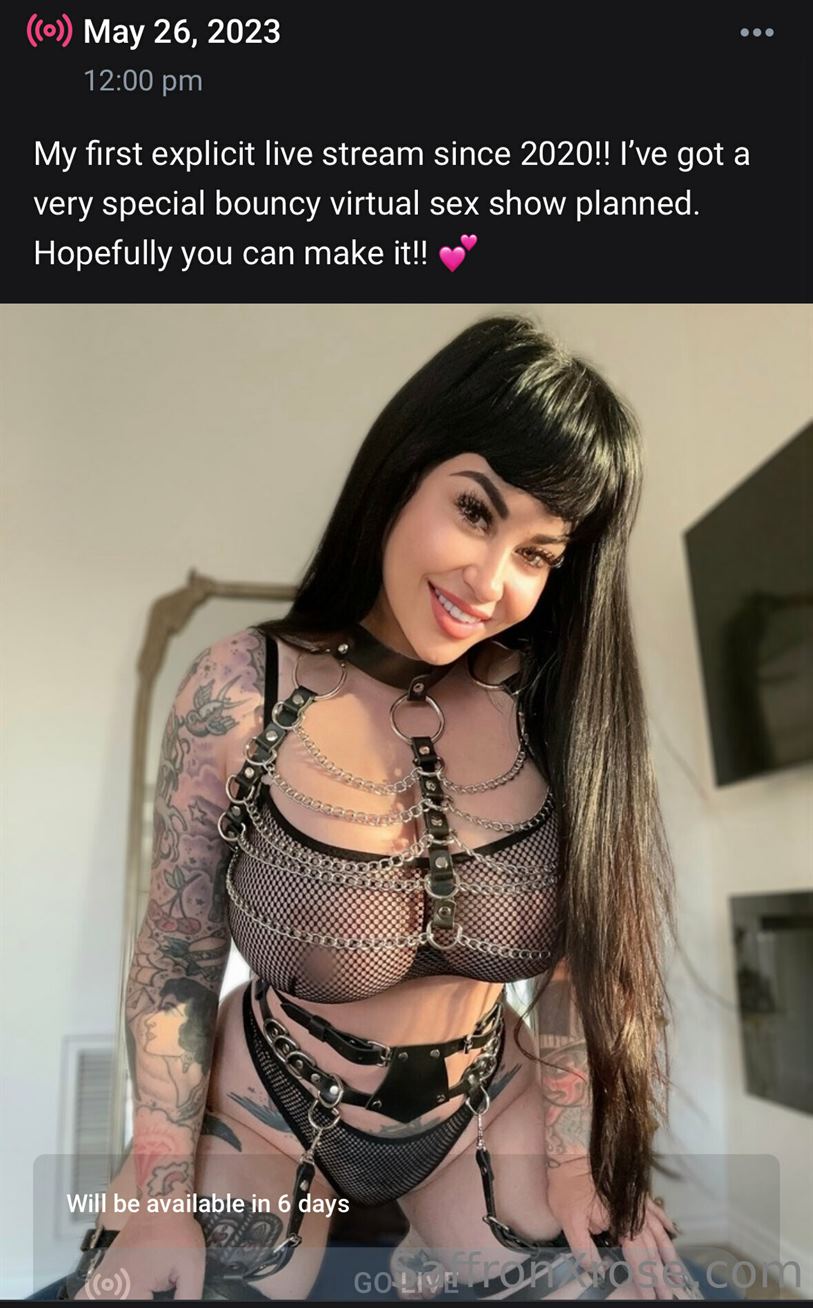 May 26, 2023
12:00 pm
My first explicit live stream since 2020!! I’ve got a
very special bouncy virtual sex show planned.
Hopefully you can make it!! 💕
Will be available in 6 days
GO LIVE
SaffronXrose.com